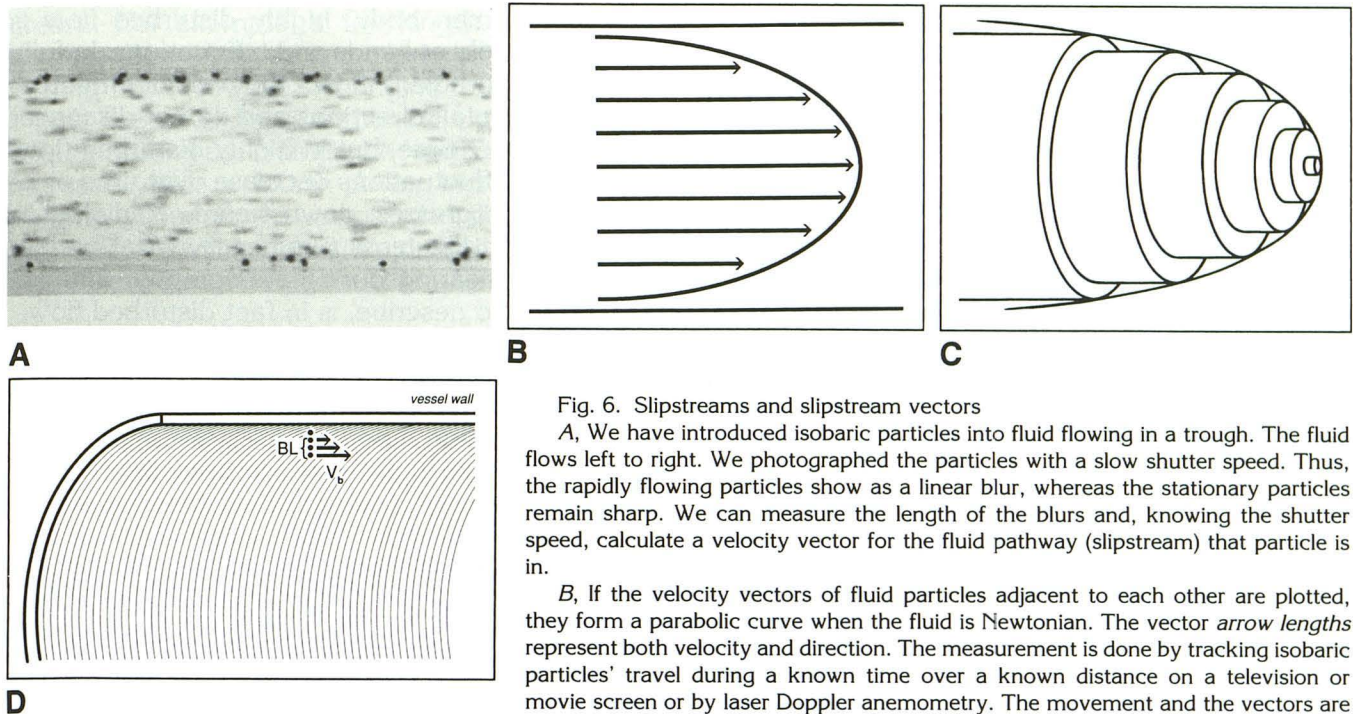 A
B
C
vessel wall
BL{
V_b
D
Fig. 6. Slipstreams and slipstream vectors
A, We have introduced isobaric particles into fluid flowing in a trough. The fluid
flows left to right. We photographed the particles with a slow shutter speed. Thus,
the rapidly flowing particles show as a linear blur, whereas the stationary particles
remain sharp. We can measure the length of the blurs and, knowing the shutter
speed, calculate a velocity vector for the fluid pathway (slipstream) that particle is
in.
B, If the velocity vectors of fluid particles adjacent to each other are plotted,
they form a parabolic curve when the fluid is Newtonian. The vector arrow lengths
represent both velocity and direction. The measurement is done by tracking isobaric
particles' travel during a known time over a known distance on a television or
movie screen or by laser Doppler anemometry. The movement and the vectors are